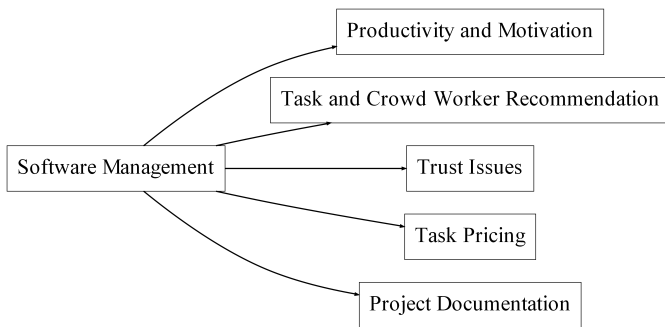 Productivity and Motivation
Task and Crowd Worker Recommendation
Software Management
Trust Issues
Task Pricing
Project Documentation